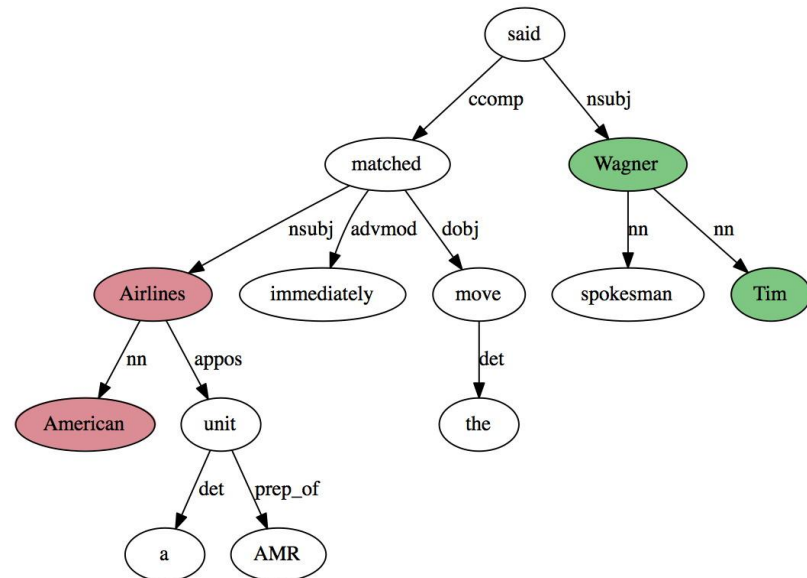 said
ccomp nsubj
matched Wagner
nsubj advmod dobj nn nn
Airlines immediately move spokesman Tim
nn appos det
American unit the
det prep_of
a AMR